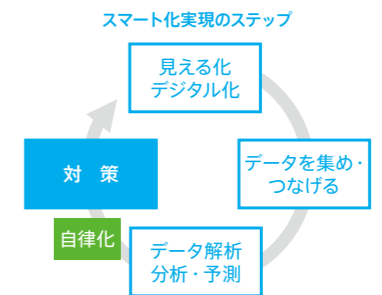 スマート化実現のステップ
見える化
デジタル化
データを集め・
つなげる
データ解析
分析・予測
自律化
対　策